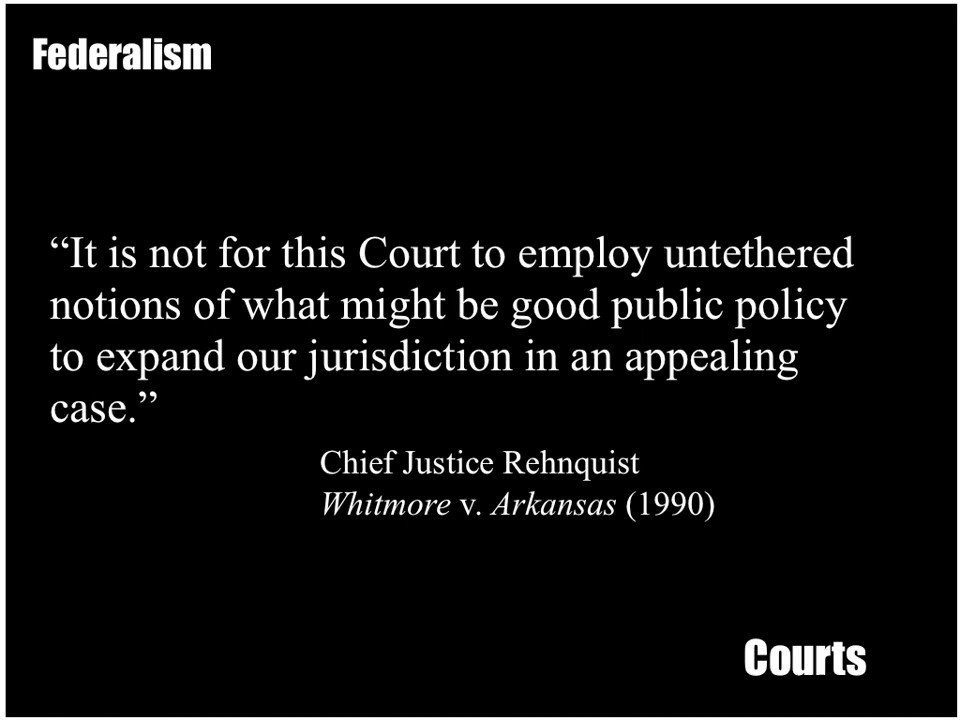 Federalism
“It is not for this Court to employ untethered
notions of what might be good public policy
to expand our jurisdiction in an appealing
case.”
Chief Justice Rehnquist
Whitmore v. Arkansas (1990)
Courts